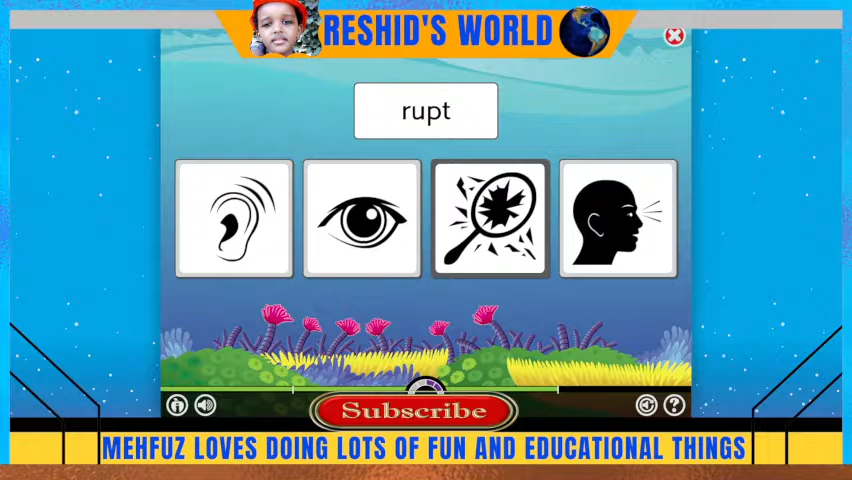 RESHID'S WORLD
rupt
Subscribe
MEHFUZ LOVES DOING LOTS OF FUN AND EDUCATIONAL THINGS